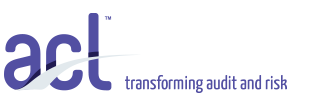 acl™
transforming audit and risk